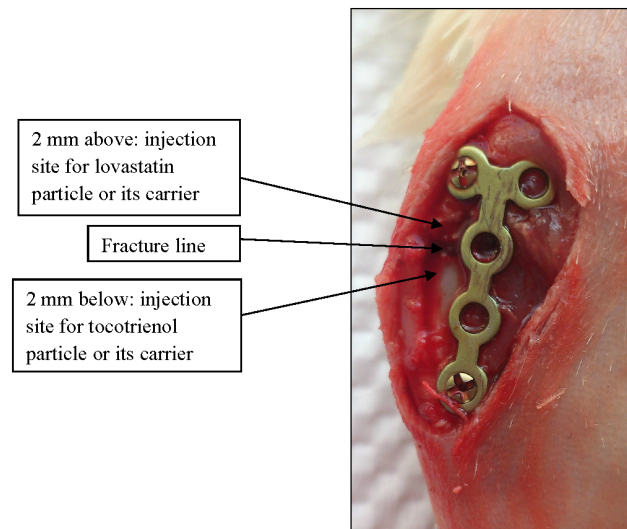 2 mm above: injection
site for lovastatin
particle or its carrier
Fracture line
2 mm below: injection
site for tocotrienol
particle or its carrier